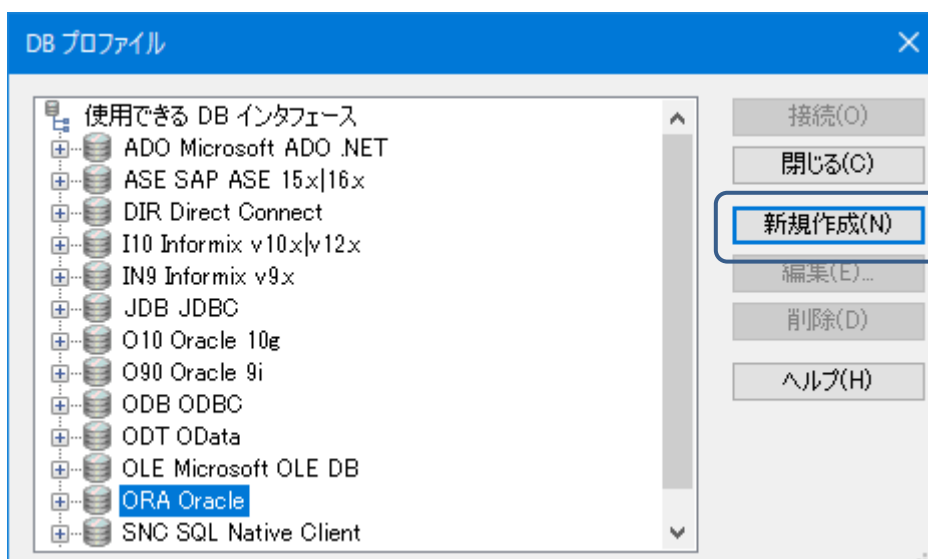 DB プロファイル
使用できる DB インタフェース
ADO Microsoft ADO .NET
ASE SAP ASE 15x|16x
DIR Direct Connect
I10 Informix v10x|v12x
IN9 Informix v9x
JDB JDBC
O10 Oracle 10g
O90 Oracle 9i
ODB ODBC
ODT OData
OLE Microsoft OLE DB
ORA Oracle
SNC SQL Native Client
接続(O)
閉じる(C)
新規作成(N)
編集(E)...
削除(D)
ヘルプ(H)